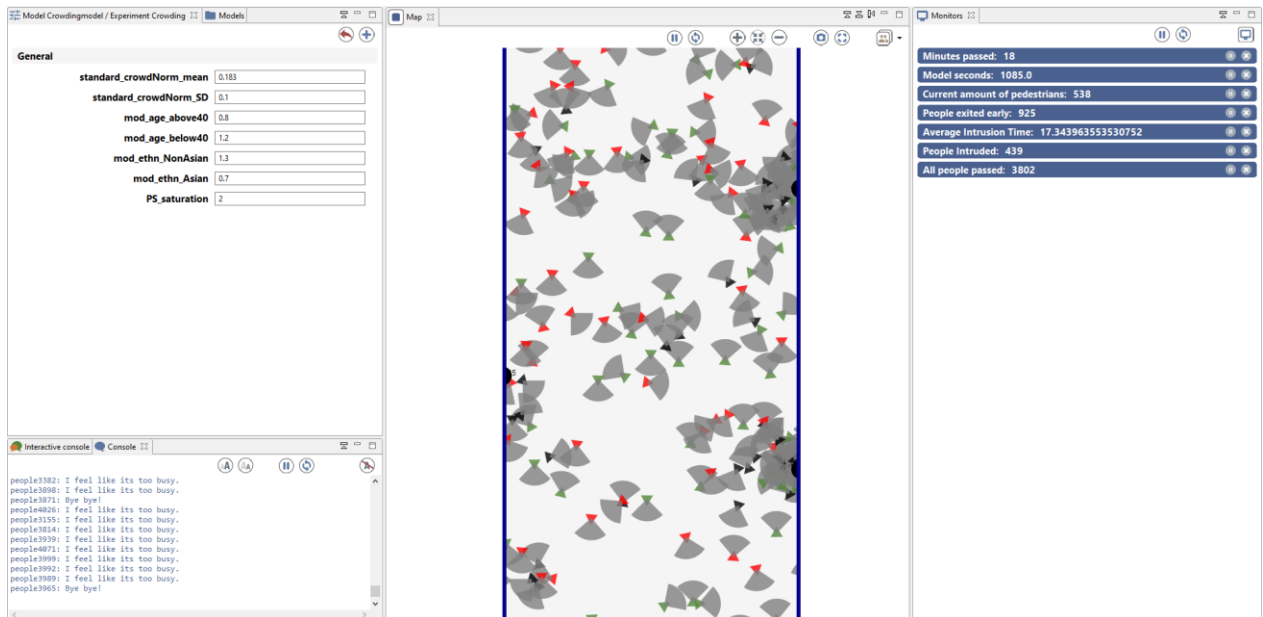 Model Crowdingmodel / Experiment Crowding
Models
General
standard_crowdNorm_mean 0.183
standard_crowdNorm_SD 0.1
mod_age_above40 0.8
mod_age_below40 1.2
mod_ethn_NonAsian 1.3
mod_ethn_Asian 0.7
PS_saturation 2
Interactive console
Console
people3382: I feel like its too busy.
people3898: I feel like its too busy.
people3871: Bye bye!
people4026: I feel like its too busy.
people3155: I feel like its too busy.
people3814: I feel like its too busy.
people3939: I feel like its too busy.
people4071: I feel like its too busy.
people3999: I feel like its too busy.
people3992: I feel like its too busy.
people3989: I feel like its too busy.
people3965: Bye bye!
Map
Monitors
Minutes passed: 18
Model seconds: 1085.0
Current amount of pedestrians: 538
People exited early: 925
Average Intrusion Time: 17.343963553530752
People Intruded: 439
All people passed: 3802